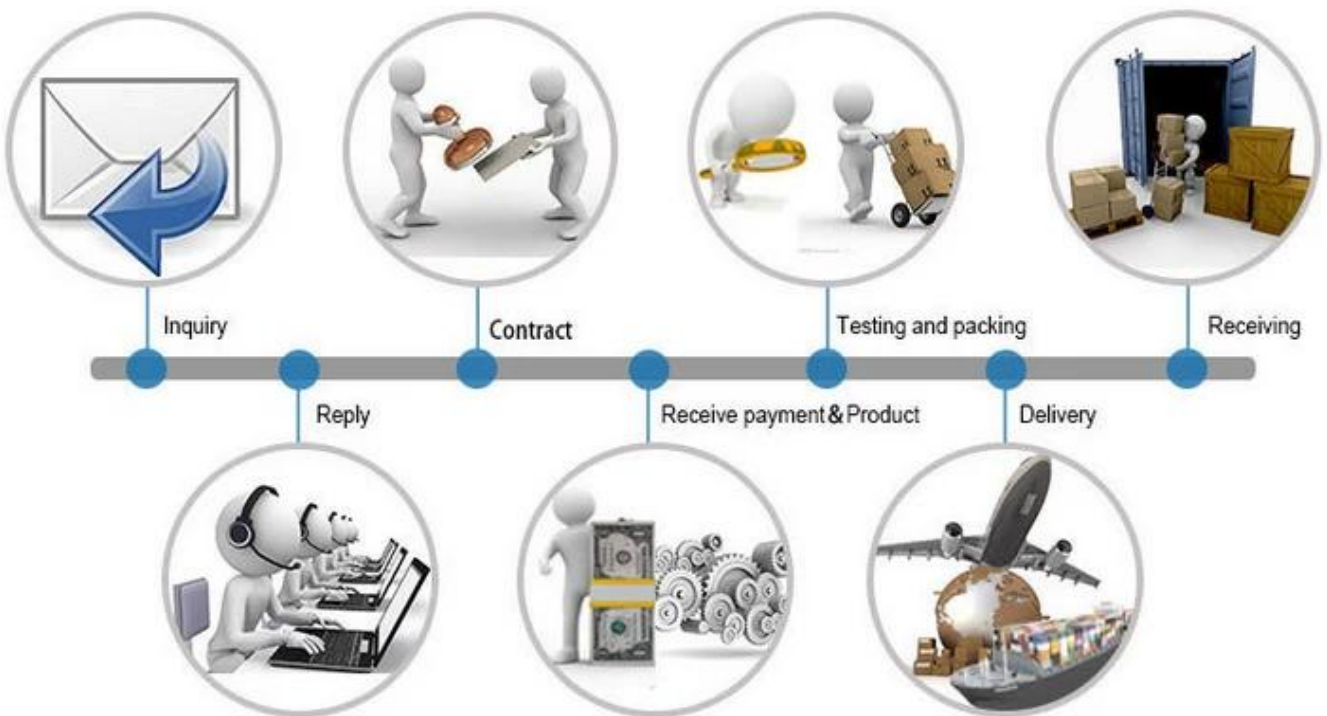 Inquiry
Reply
Contract
Receive payment&Product
Testing and packing
Delivery
Receiving